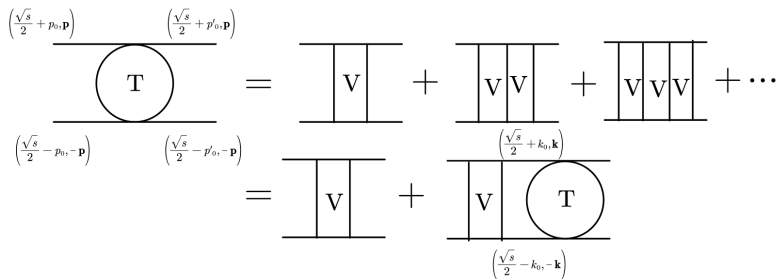 (√s/2 + p₀, **p**) (√s/2 + p'₀, **p**)
T = V + V V + V V V + ···
(√s/2 − p₀, −**p**) (√s/2 − p'₀, −**p**) (√s/2 + k₀, **k**)
= V + V T
(√s/2 − k₀, −**k**)